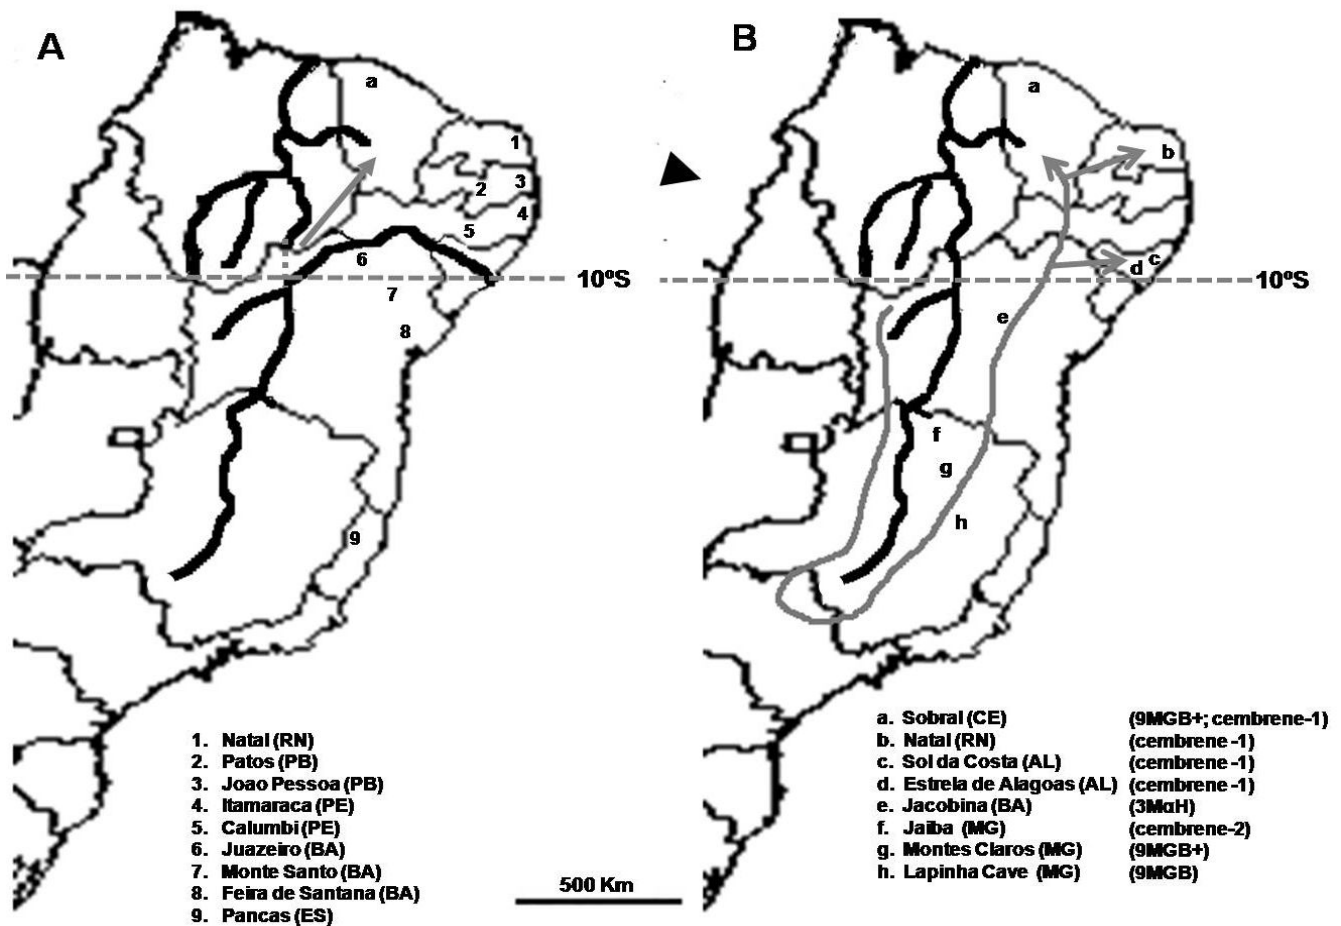 A
a
1
2
3
4
5
6
10ºS
7
8
9
1. Natal (RN)
2. Patos (PB)
3. Joao Pessoa (PB)
4. Itamaraca (PE)
5. Calumbi (PE)
6. Juazeiro (BA)
7. Monte Santo (BA)
8. Feira de Santana (BA)
9. Pancas (ES)
500 Km
B
a
b
c
d
10ºS
e
f
g
h
a. Sobral (CE) (9MGB+; cembrene-1)
b. Natal (RN) (cembrene -1)
c. Sol da Costa (AL) (cembrene -1)
d. Estrela de Alagoas (AL) (cembrene -1)
e. Jacobina (BA) (3MαH)
f. Jaiba (MG) (cembrene-2)
g. Montes Claros (MG) (9MGB+)
h. Lapinha Cave (MG) (9MGB)